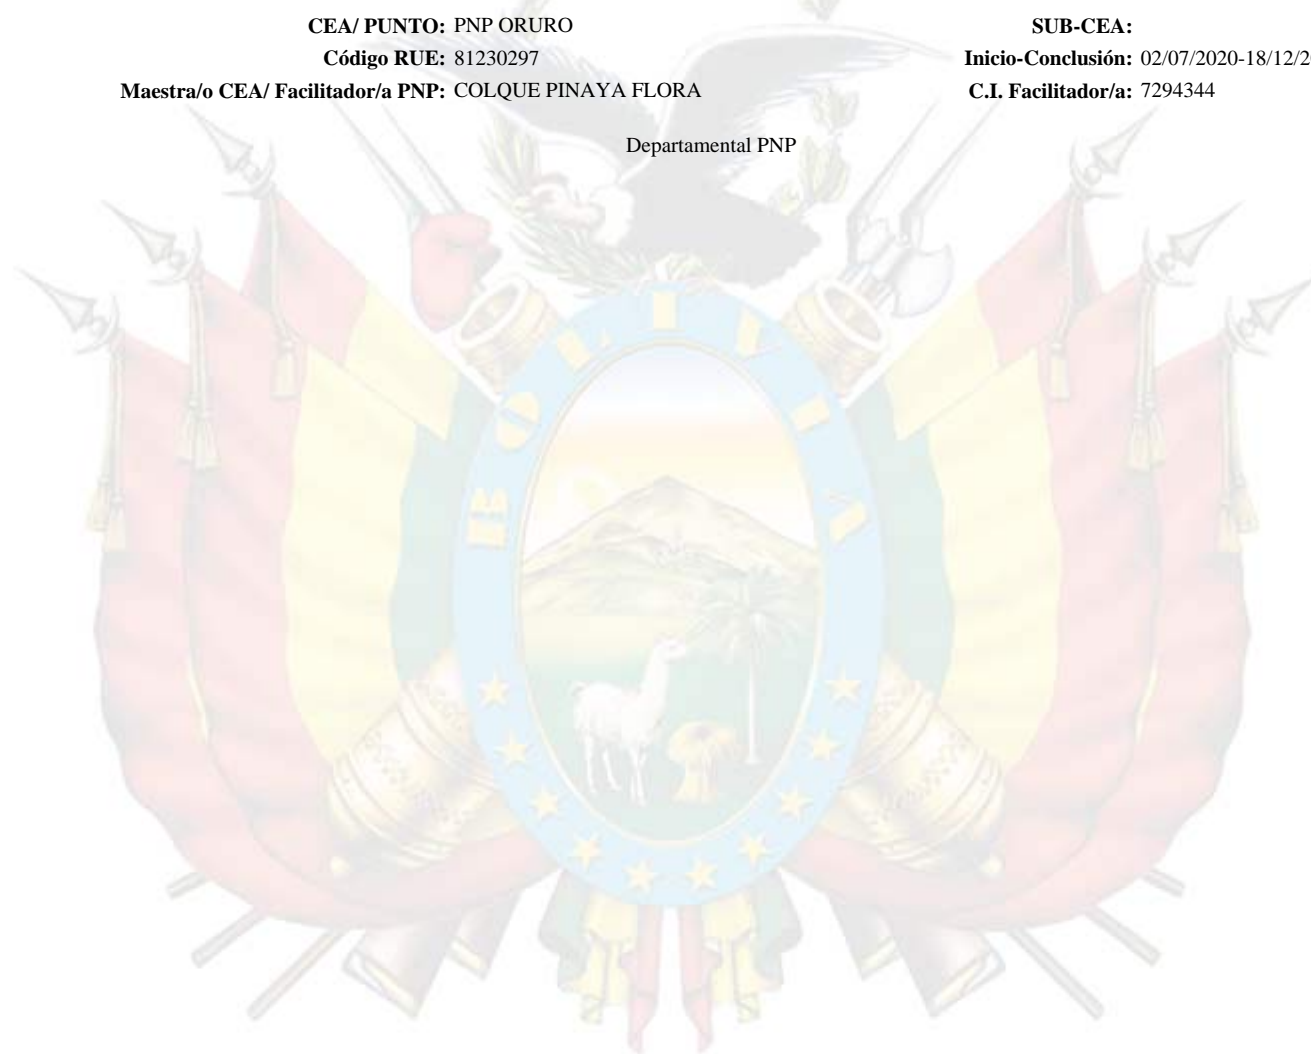 CEA/ PUNTO: PNP ORURO SUB-CEA:
Código RUE: 81230297 Inicio-Conclusión: 02/07/2020-18/12/2
Maestra/o CEA/ Facilitador/a PNP: COLQUE PINAYA FLORA C.I. Facilitador/a: 7294344
Departamental PNP
BOLIVIA